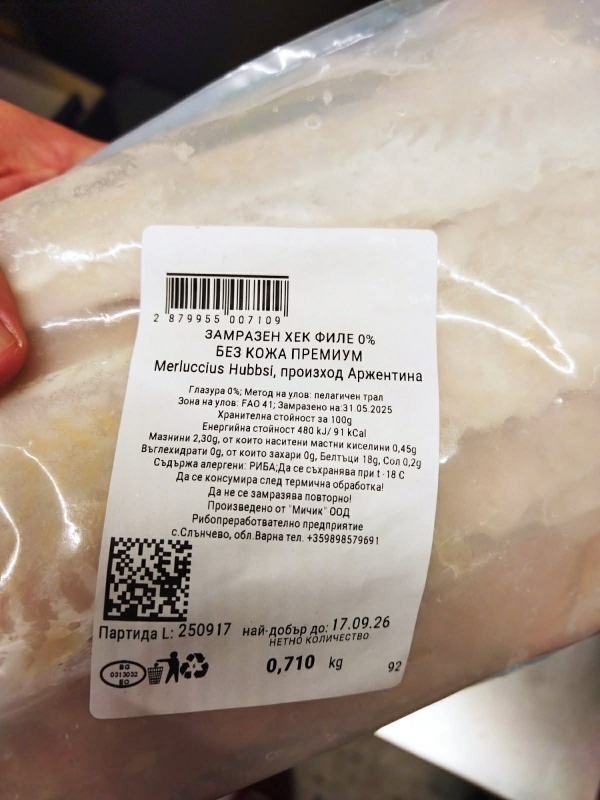 2 879955 007109
ЗАМРАЗЕН ХЕК ФИЛЕ 0%
БЕЗ КОЖА ПРЕМИУМ
Merluccius Hubbsi, произход Аржентина
Глазура 0%; Метод на улов: пелагичен трал
Зона на улов: FAO 41; Замразено на:31.05.2025
Хранителна стойност за 100g
Енергийна стойност 480 kJ/ 91 kCal
Мазнини 2,30g, от които наситени мастни киселини 0,45g
Въглехидрати 0g, от които захари 0g, Белтъци 18g, Сол 0,2g
Съдържа алергени: РИБА;Да се съхранява при t -18 C
Да се консумира след термична обработка!
Да не се замразява повторно!
Произведено от "Мичик" ООД
Рибопреработвателно предприятие
с.Слънчево, обл.Варна тел. +359898579691
Партида L: 250917 най-добър до: 17.09.26
НЕТНО КОЛИЧЕСТВО
0,710 kg 92
BG
0313032
EO